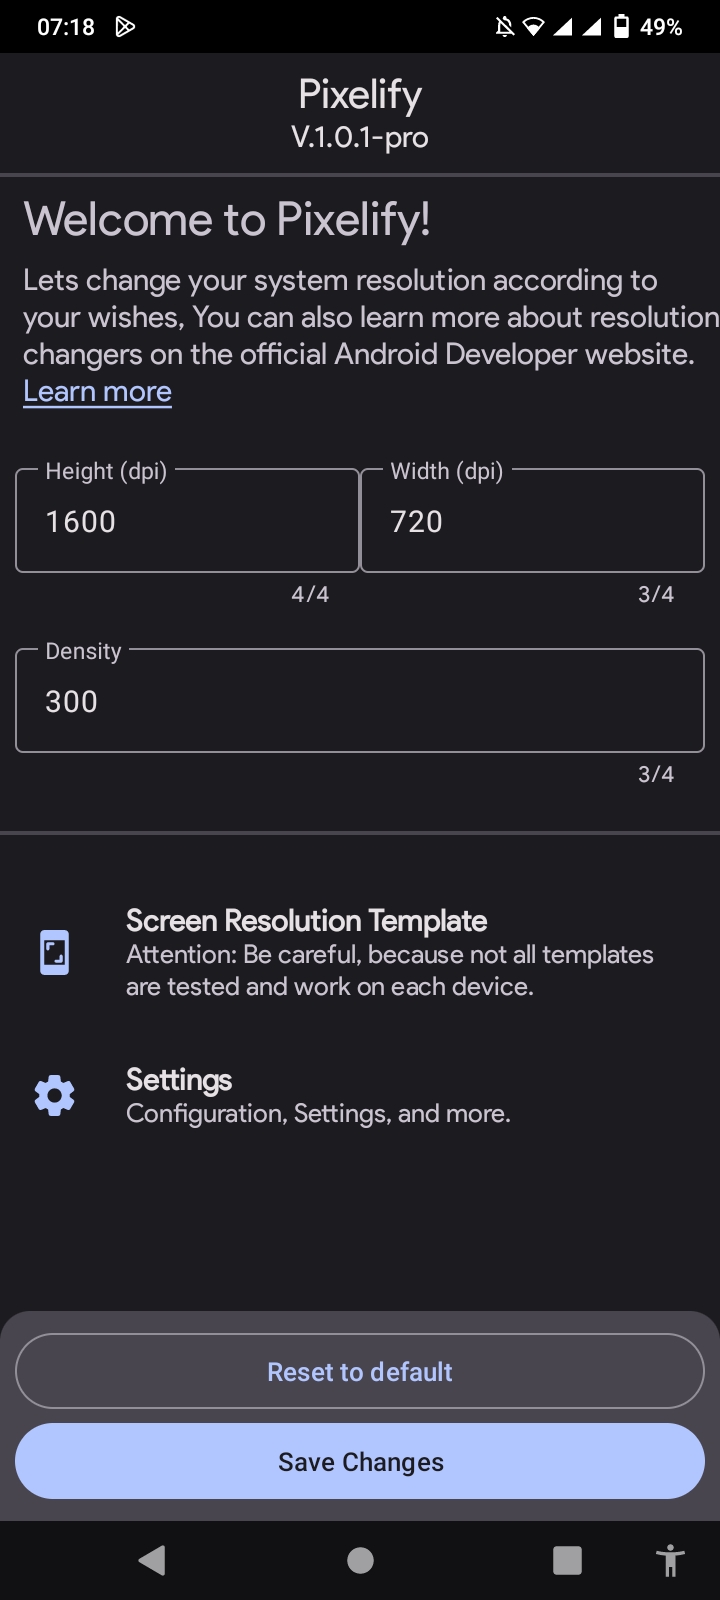 07:18
49%
Pixelify
V.1.0.1-pro
Welcome to Pixelify!
Lets change your system resolution according to
your wishes, You can also learn more about resolution
changers on the official Android Developer website.
Learn more
Height (dpi)
Width (dpi)
1600
720
4/4
3/4
Density
300
3/4
Screen Resolution Template
Attention: Be careful, because not all templates
are tested and work on each device.
Settings
Configuration, Settings, and more.
Reset to default
Save Changes